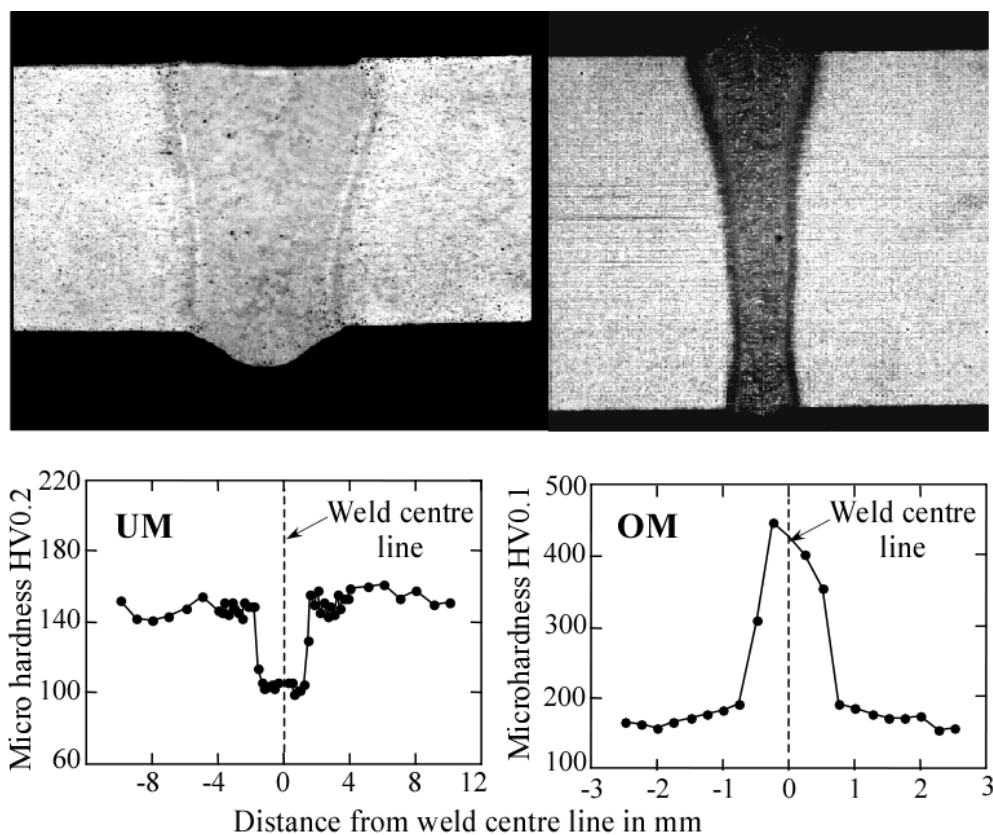 Micro hardness HV0.2
220
180
140
100
60
UM
Weld centre
line
-8
-4
0
4
8
12
Microhardness HV0.1
500
400
300
200
100
OM
Weld centre
line
-3
-2
-1
0
1
2
3
Distance from weld centre line in mm